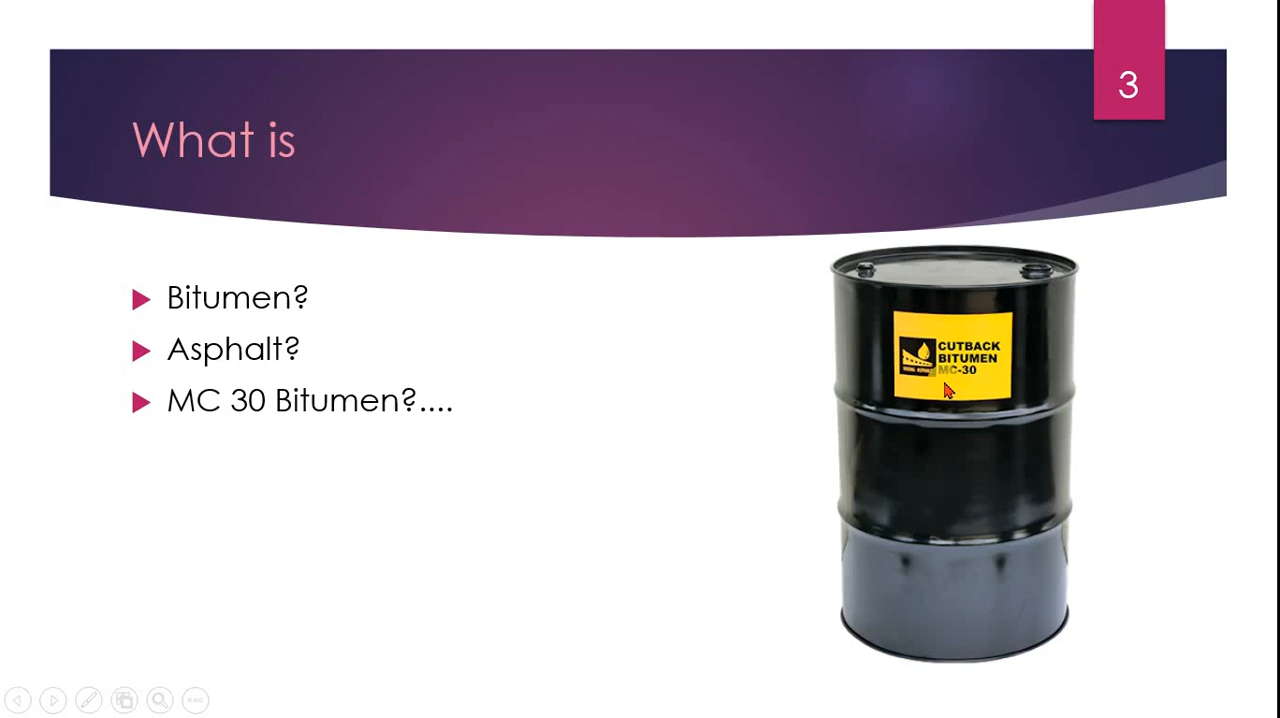 3
What is
Bitumen?
Asphalt?
MC 30 Bitumen?....
CUTBACK
BITUMEN
MC-30